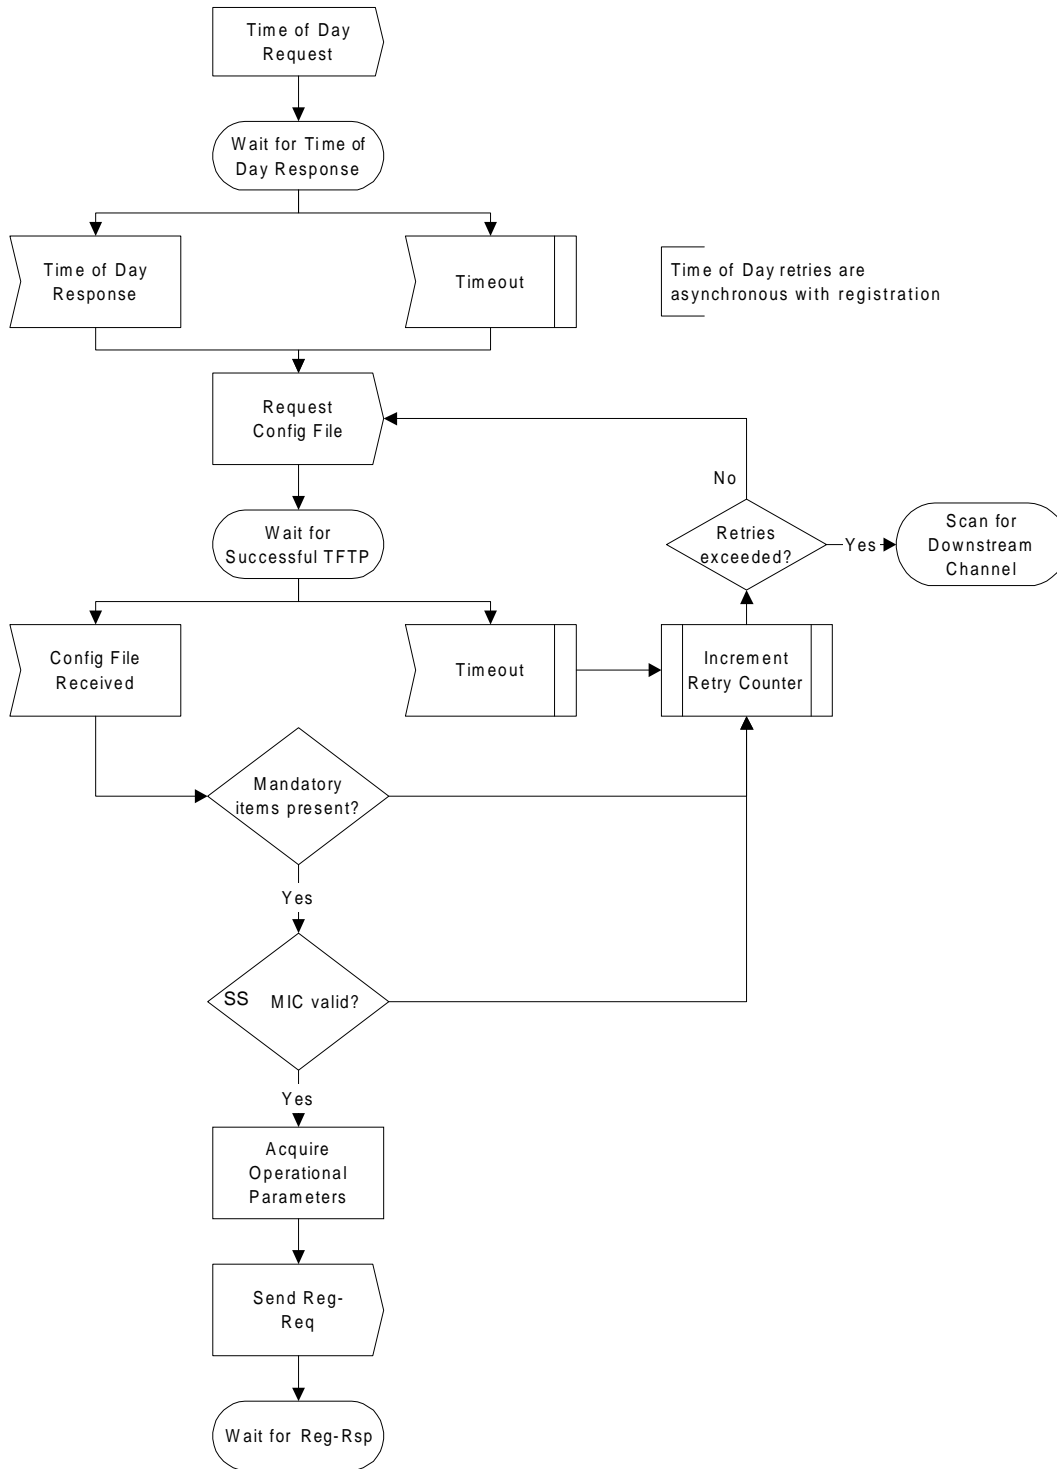 Time of Day
Request
Wait for Time of
Day Response
Time of Day
Response
Timeout
Time of Day retries are
asynchronous with registration
Request
Config File
No
Wait for
Successful TFTP
Retries
exceeded?
Yes
Scan for
Downstream
Channel
Config File
Received
Timeout
Increment
Retry Counter
Mandatory
items present?
Yes
SS MIC valid?
Yes
Acquire
Operational
Parameters
Send Reg-
Req
Wait for Reg-Rsp